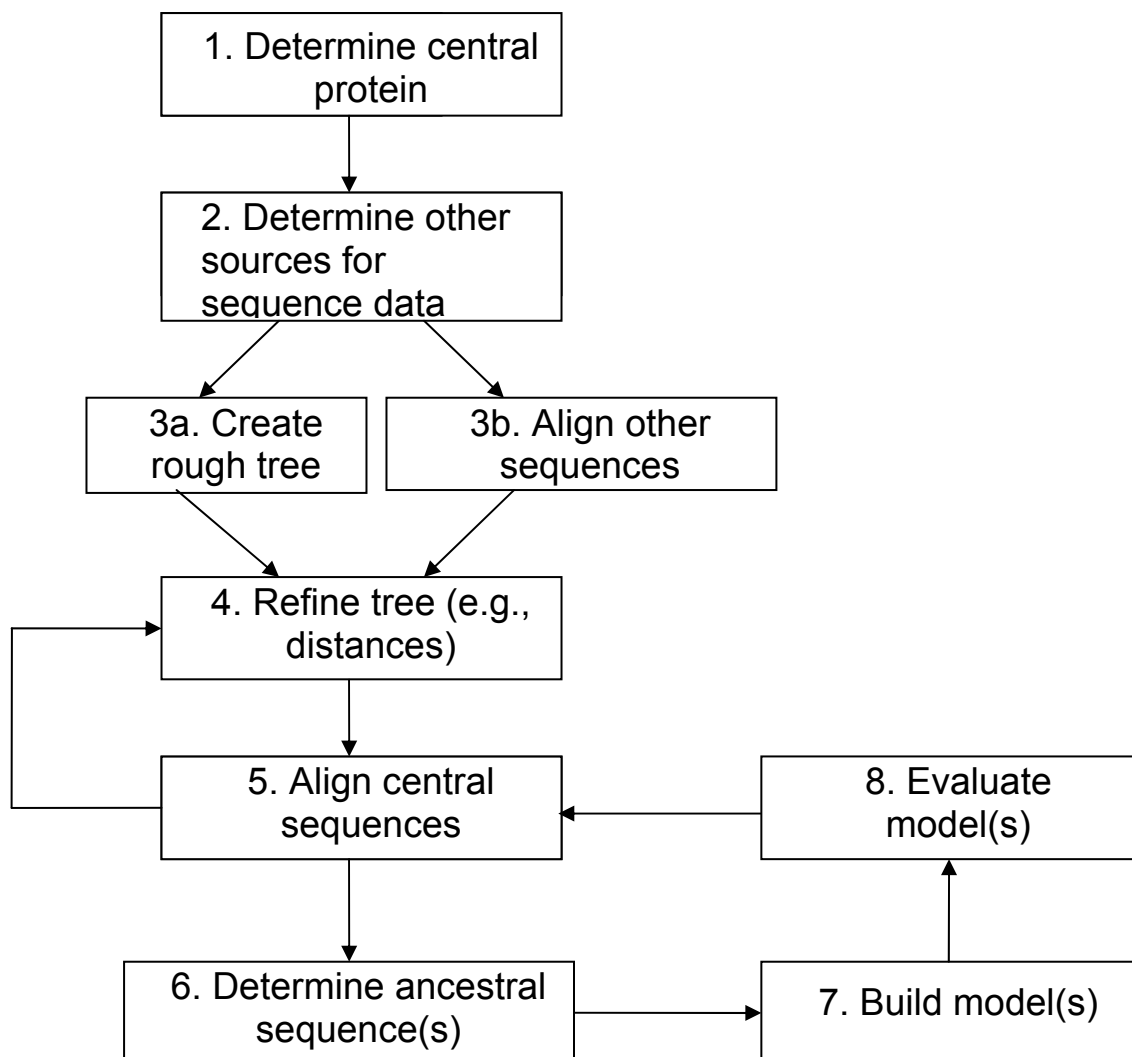 1. Determine central
protein
2. Determine other
sources for
sequence data
3a. Create
rough tree
3b. Align other
sequences
4. Refine tree (e.g.,
distances)
5. Align central
sequences
8. Evaluate
model(s)
6. Determine ancestral
sequence(s)
7. Build model(s)